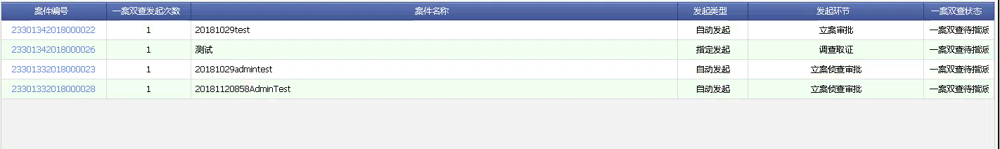 案件编号 一案双查发起次数 案件名称 发起类型 发起环节 一案双查状态
23301342018000022 1 20181029test 自动发起 立案审批 一案双查待指派
23301342018000026 1 测试 指定发起 调查取证 一案双查待指派
23301332018000023 1 20181029admintest 自动发起 立案侦查审批 一案双查待指派
23301332018000028 1 20181120858AdminTest 自动发起 立案侦查审批 一案双查待指派